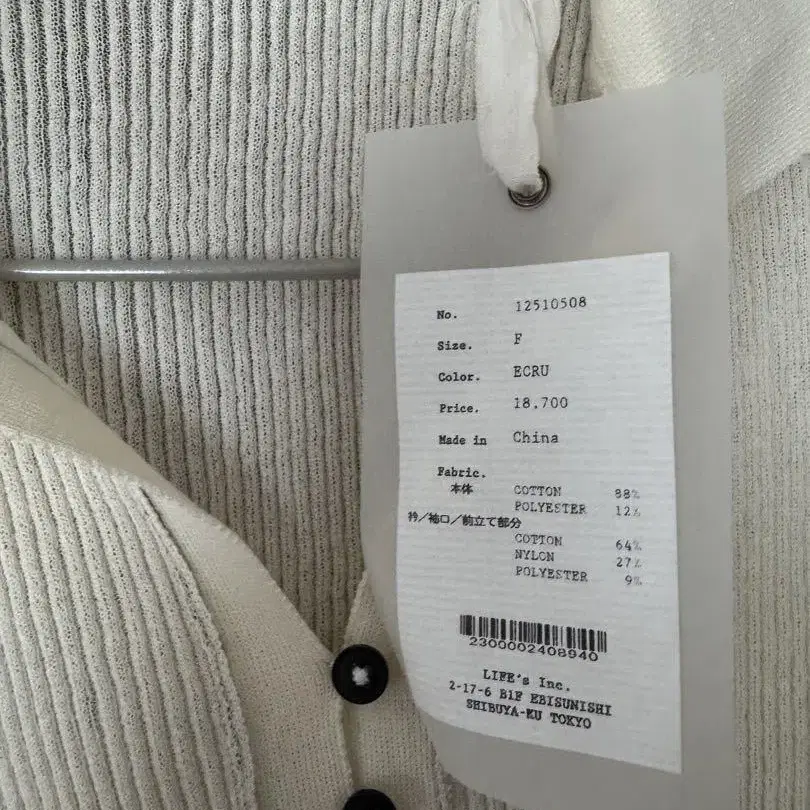 No. 12510508
Size. F
Color. ECRU
Price. 18,700
Made in China
Fabric.
本体 COTTON 88%
POLYESTER 12%
衿／袖口／前立て部分
COTTON 64%
NYLON 27%
POLYESTER 9%
2300002408940
LIFE's Inc.
2-17-6 B1F EBISUNISHI
SHIBUYA-KU TOKYO